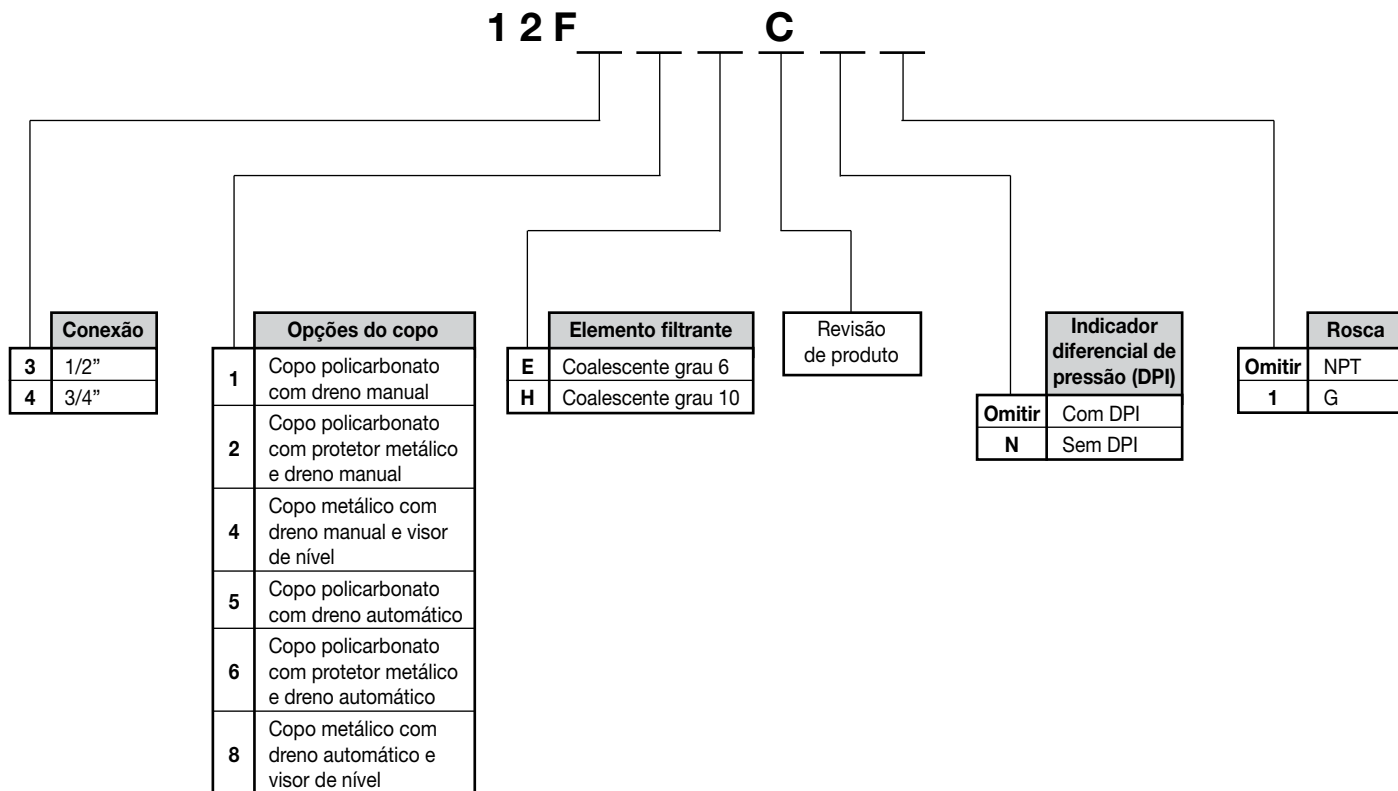 12F C
Conexão
3 1/2”
4 3/4”
Opções do copo
1 Copo policarbonato
com dreno manual
2 Copo policarbonato
com protetor metálico
e dreno manual
4 Copo metálico com
dreno manual e visor
de nível
5 Copo policarbonato
com dreno automático
6 Copo policarbonato
com protetor metálico
e dreno automático
8 Copo metálico com
dreno automático e
visor de nível
Elemento filtrante
E Coalescente grau 6
H Coalescente grau 10
Revisão
de produto
Indicador
diferencial de
pressão (DPI)
Omitir Com DPI
N Sem DPI
Rosca
Omitir NPT
1 G